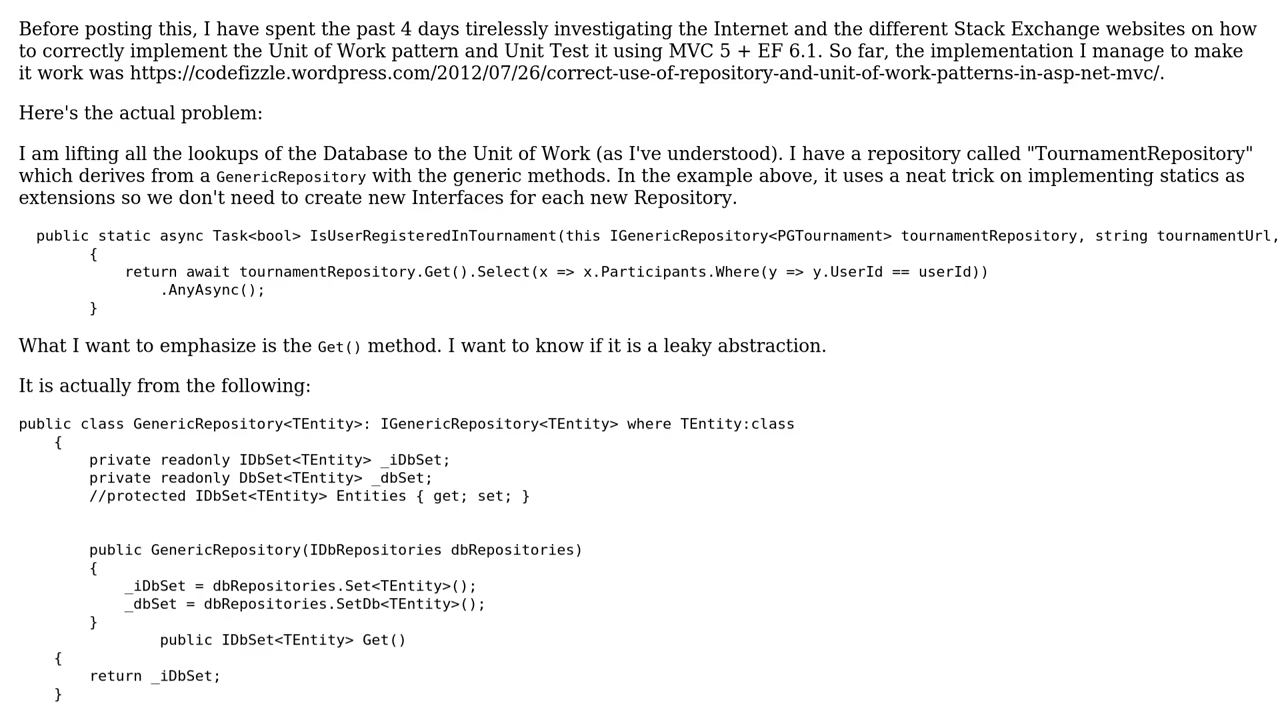 Before posting this, I have spent the past 4 days tirelessly investigating the Internet and the different Stack Exchange websites on how
to correctly implement the Unit of Work pattern and Unit Test it using MVC 5 + EF 6.1. So far, the implementation I manage to make
it work was https://codefizzle.wordpress.com/2012/07/26/correct-use-of-repository-and-unit-of-work-patterns-in-asp-net-mvc/.
Here's the actual problem:
I am lifting all the lookups of the Database to the Unit of Work (as I've understood). I have a repository called "TournamentRepository"
which derives from a GenericRepository with the generic methods. In the example above, it uses a neat trick on implementing statics as
extensions so we don't need to create new Interfaces for each new Repository.
public static async Task<bool> IsUserRegisteredInTournament(this IGenericRepository<PGTournament> tournamentRepository, string tournamentUrl,
{
return await tournamentRepository.Get().Select(x => x.Participants.Where(y => y.UserId == userId))
.AnyAsync();
}
What I want to emphasize is the Get() method. I want to know if it is a leaky abstraction.
It is actually from the following:
public class GenericRepository<TEntity>: IGenericRepository<TEntity> where TEntity:class
{
private readonly IDbSet<TEntity> _iDbSet;
private readonly DbSet<TEntity> _dbSet;
//protected IDbSet<TEntity> Entities { get; set; }
public GenericRepository(IDbRepositories dbRepositories)
{
_iDbSet = dbRepositories.Set<TEntity>();
_dbSet = dbRepositories.SetDb<TEntity>();
}
public IDbSet<TEntity> Get()
{
return _iDbSet;
}